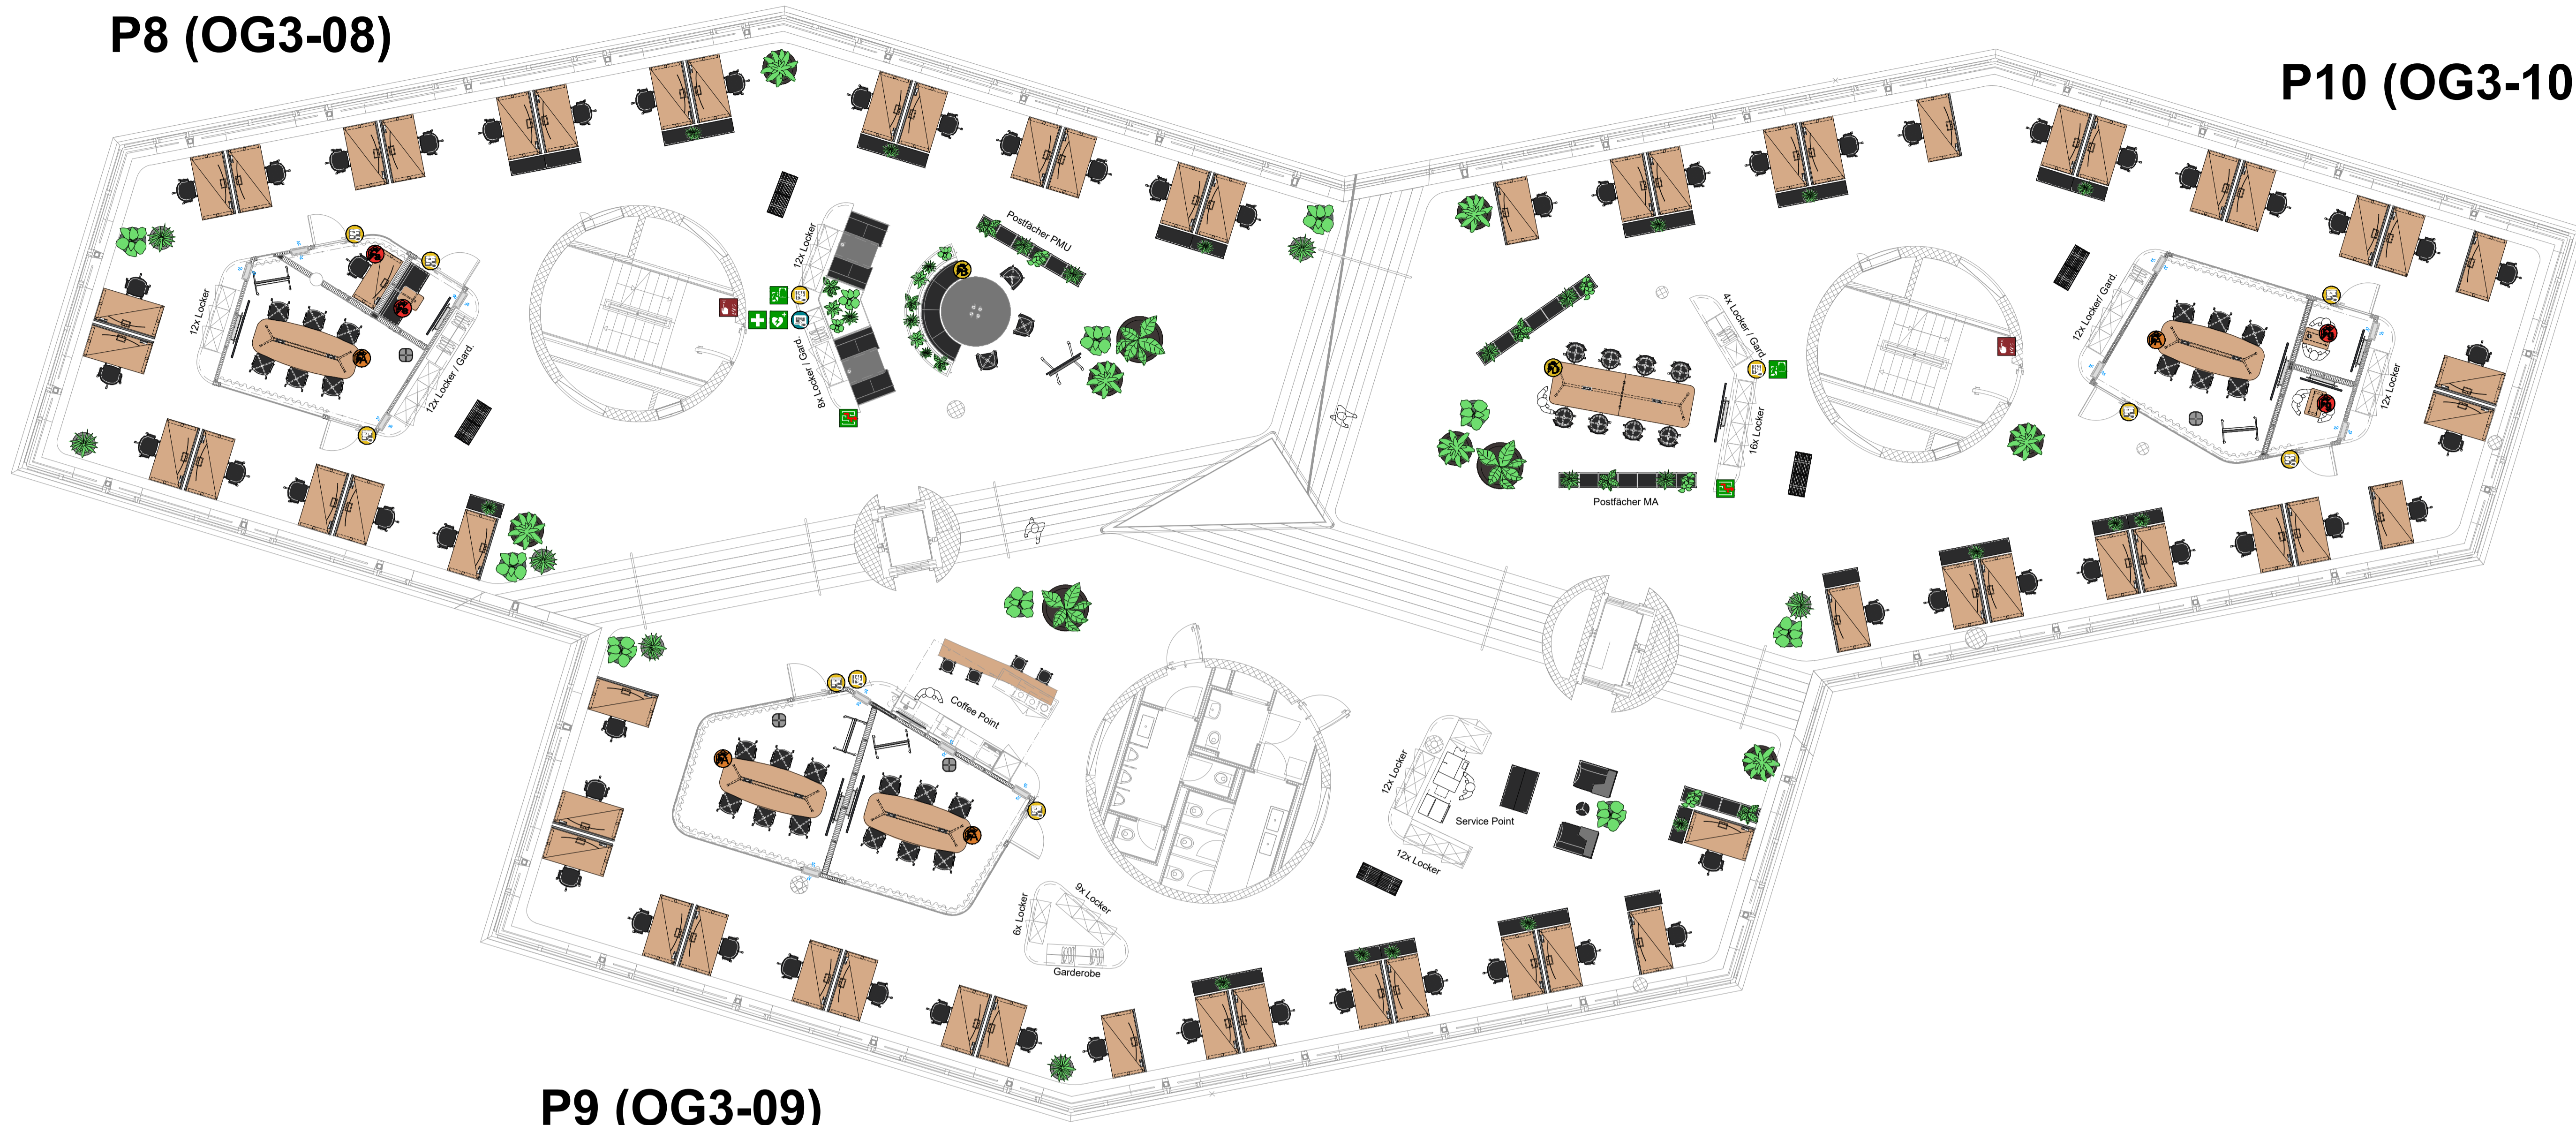 P8 (OG3-08)
P10 (OG3-10
12x Locker
Postfächer PMU
12x Locker
12x Locker / Gard.
8x Locker / Gard.
4x Locker / Gard.
16x Locker
Postfächer MA
12x Locker/ Gard.
12x Locker
Coffee Point
12x Locker
Service Point
12x Locker
6x Locker
9x Locker
Garderobe
P9 (OG3-09)